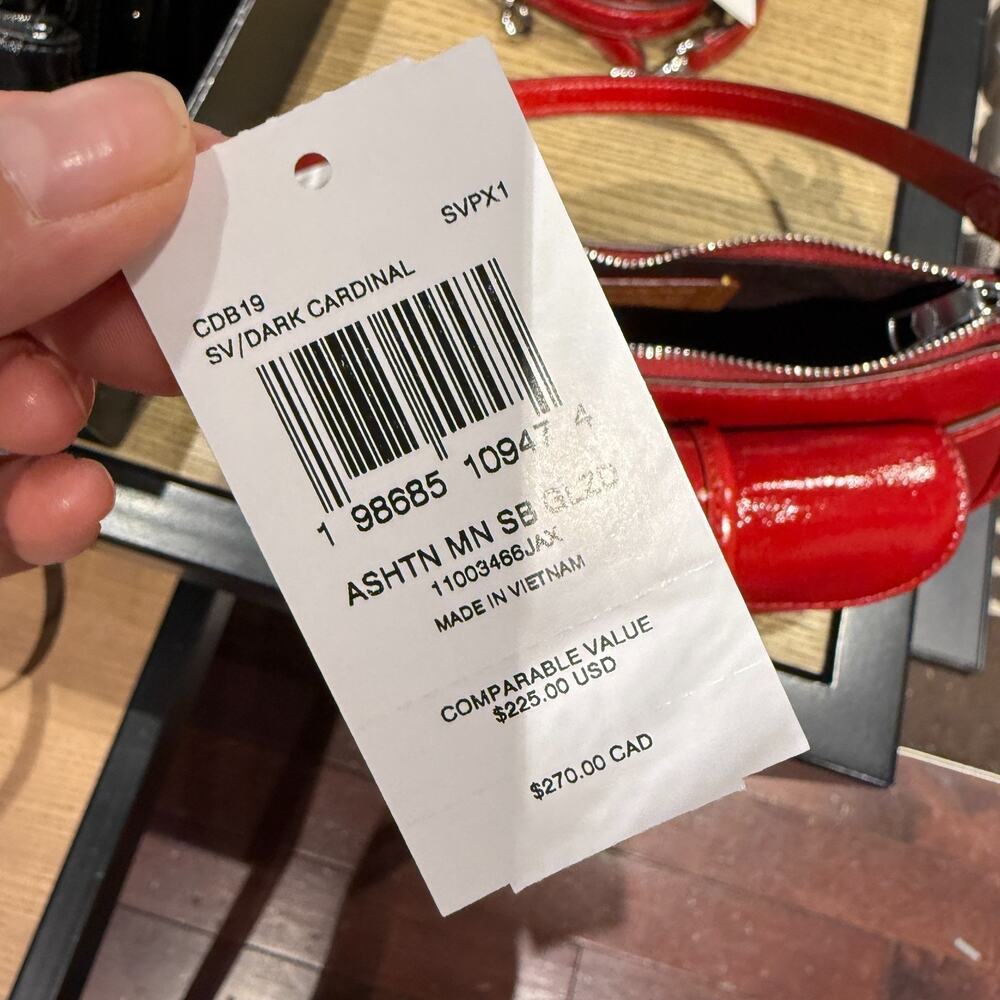 SVPX1
CDB19
SV/DARK CARDINAL
1 98685 10947 4
ASHTN MN SB GLZD
11003466JAX
MADE IN VIETNAM
COMPARABLE VALUE
$225.00 USD
$270.00 CAD